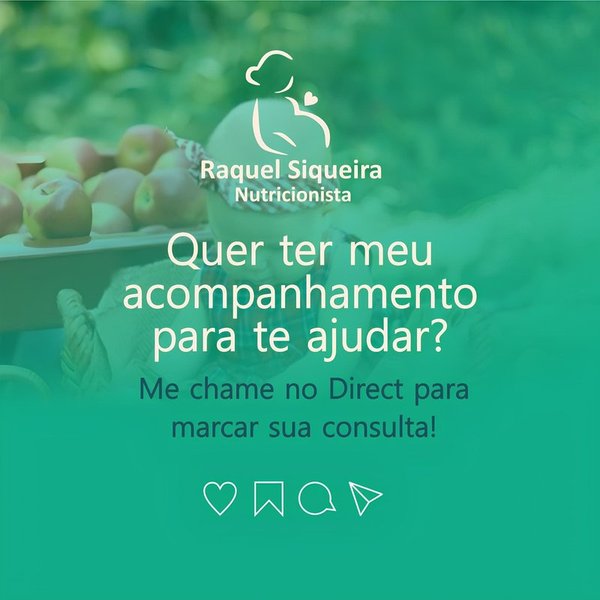 Raquel Siqueira
Nutricionista
Quer ter meu
acompanhamento
para te ajudar?
Me chame no Direct para
marcar sua consulta!